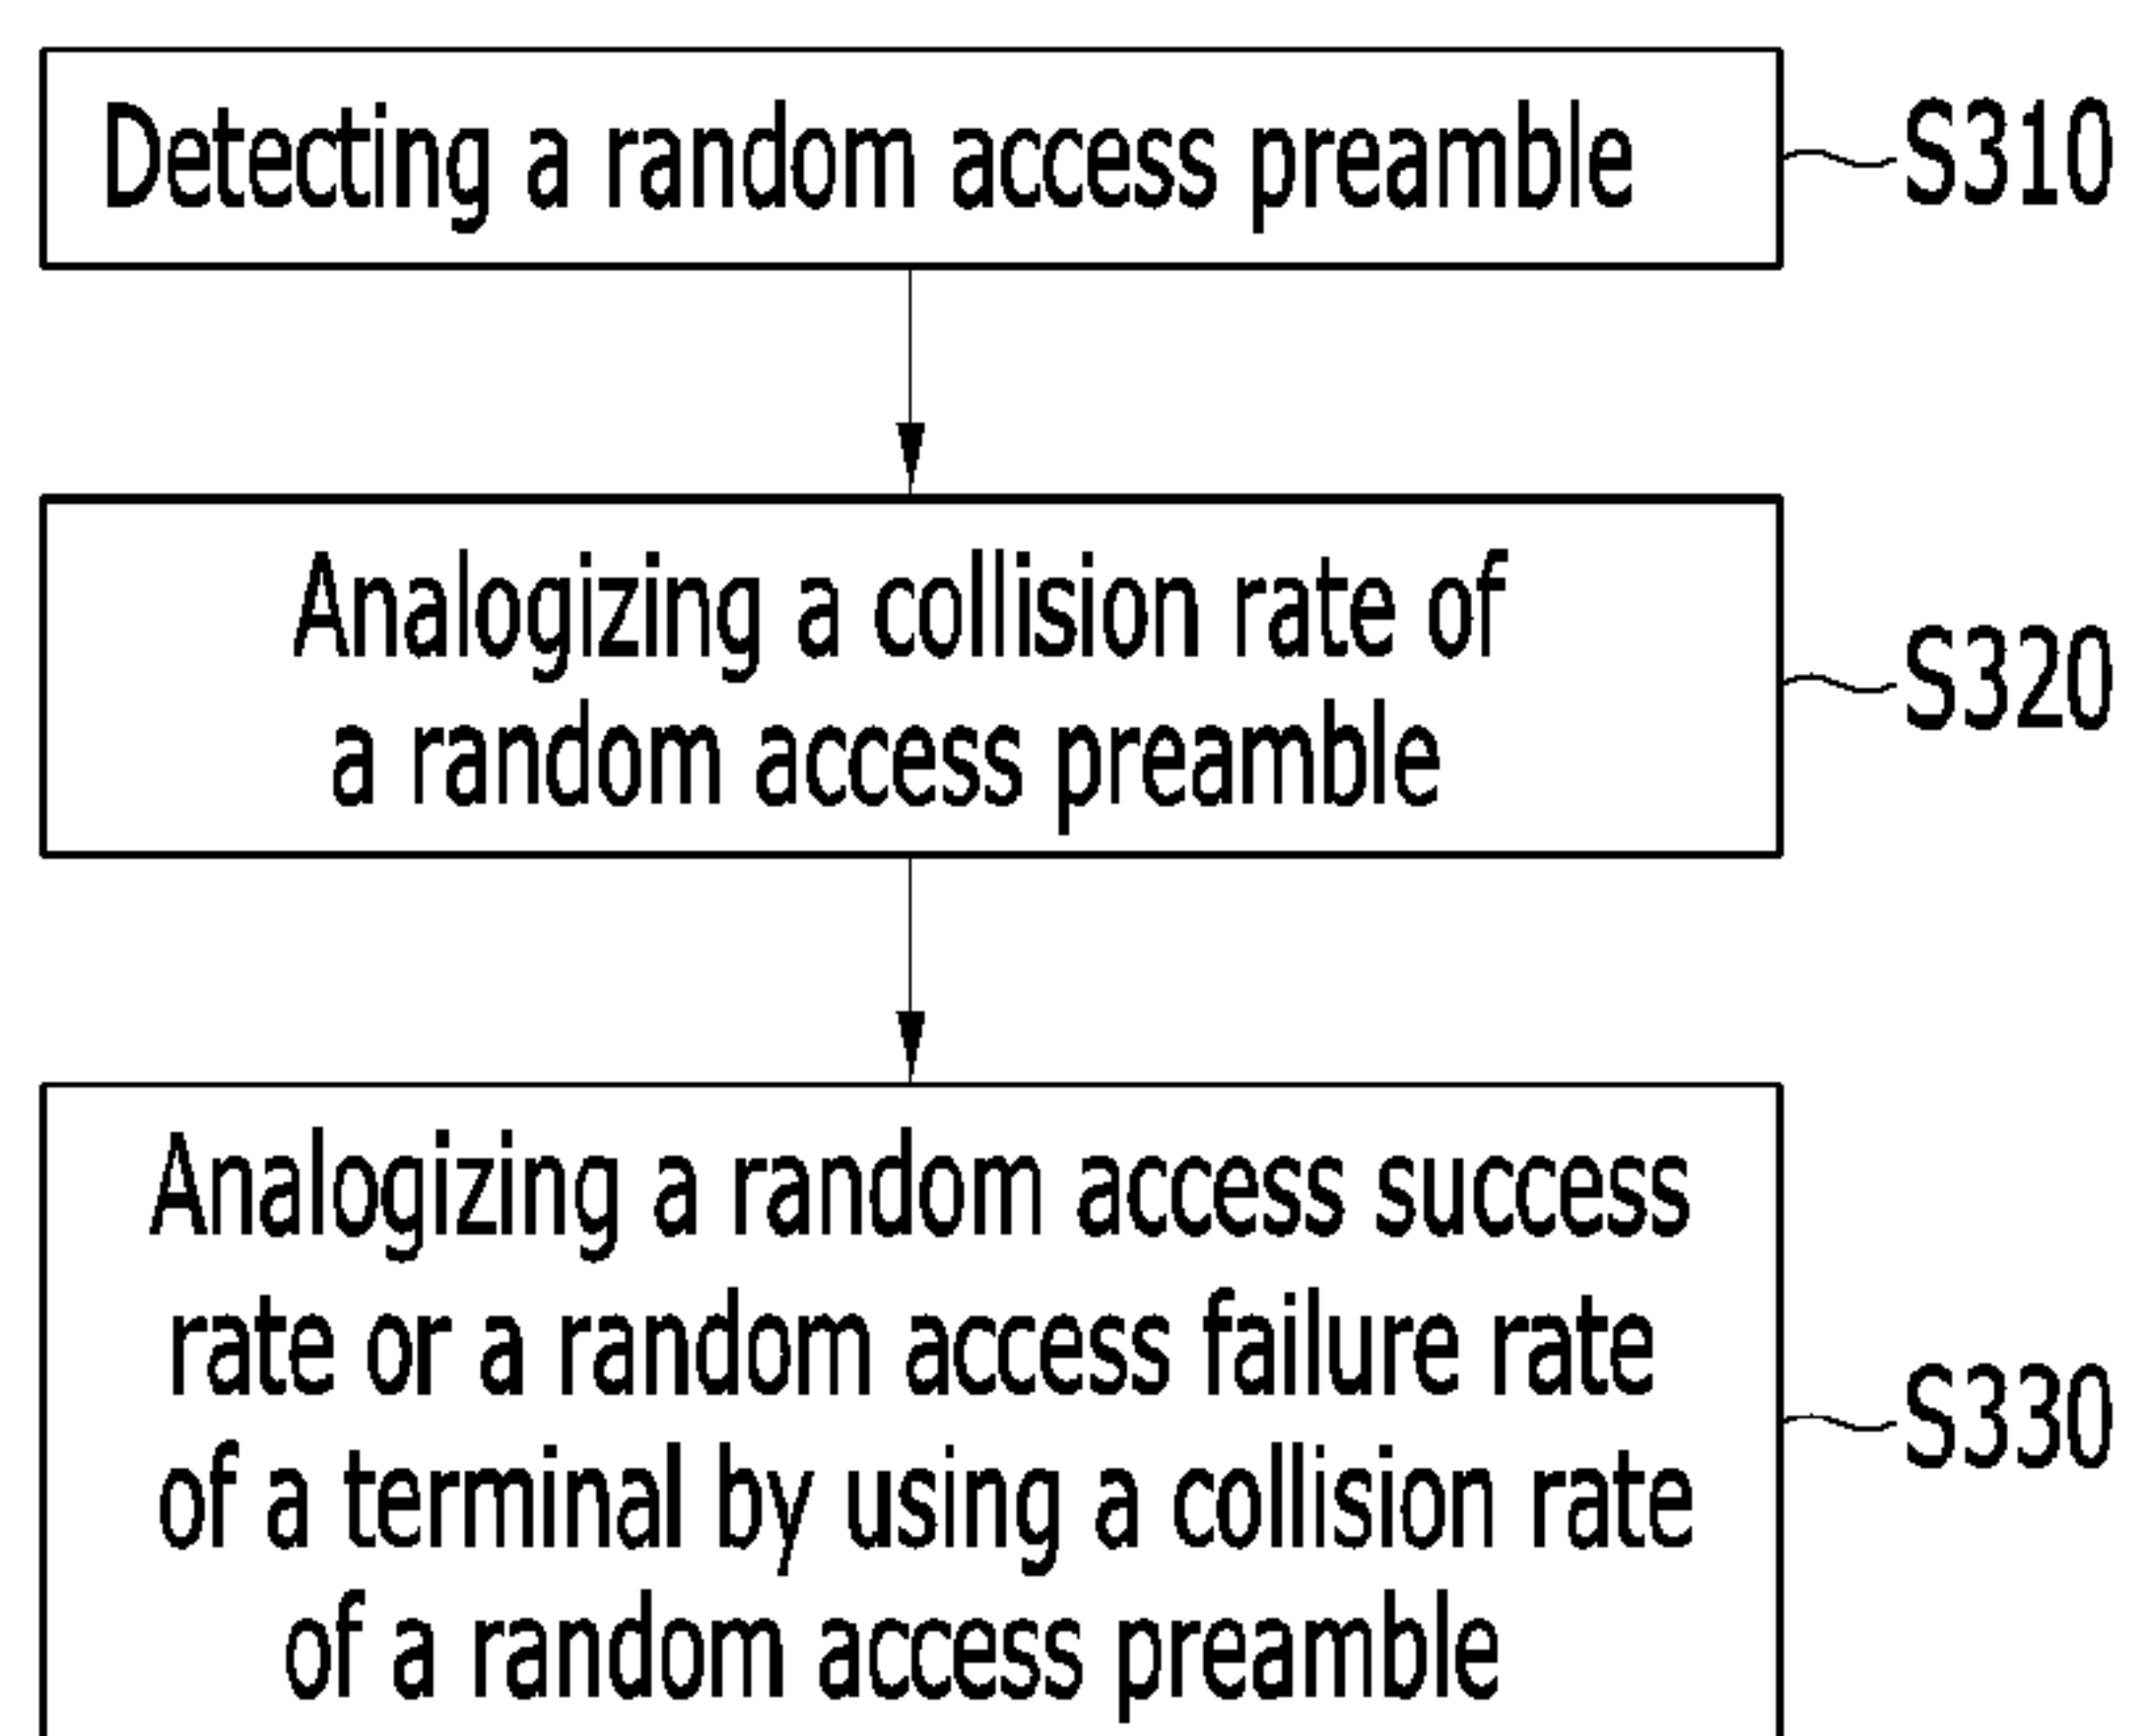 Detecting a random access preamble
S310
Analogizing a collision rate of
a random access preamble
S320
Analogizing a random access success
rate or a random access failure rate
of a terminal by using a collision rate
of a random access preamble
S330